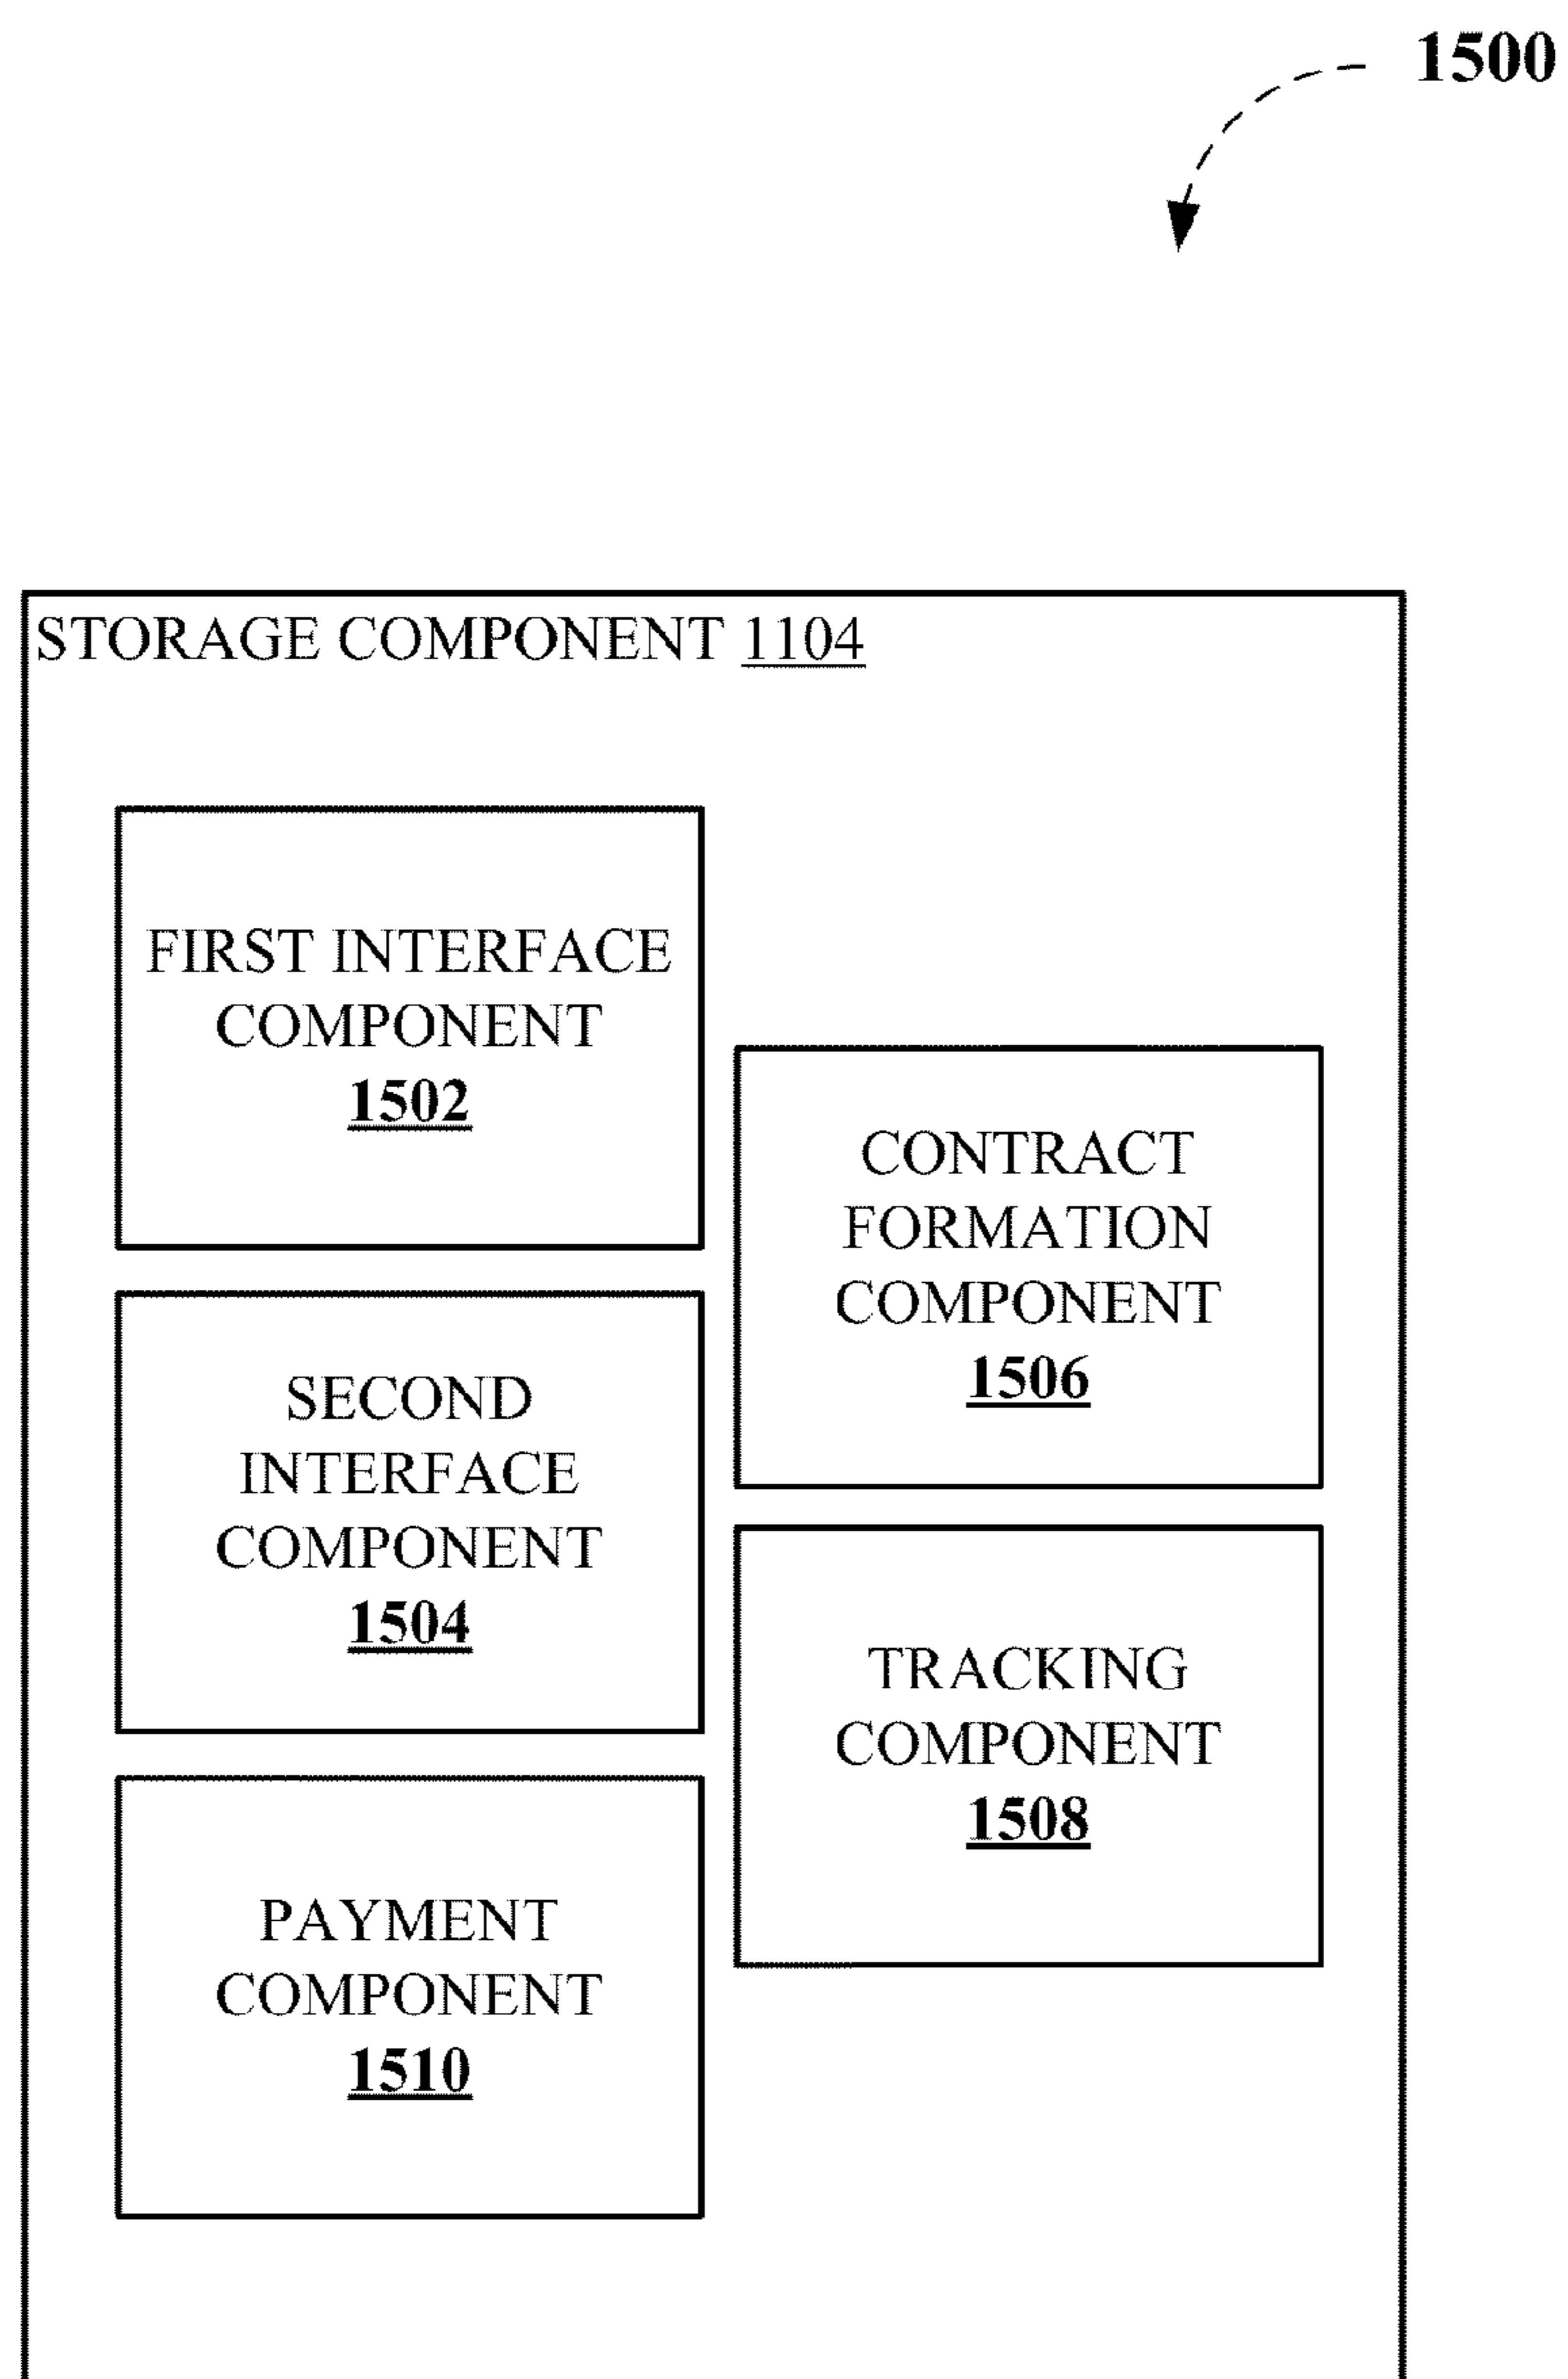 1500
STORAGE COMPONENT 1104
FIRST INTERFACE
COMPONENT
1502
SECOND
INTERFACE
COMPONENT
1504
PAYMENT
COMPONENT
1510
CONTRACT
FORMATION
COMPONENT
1506
TRACKING
COMPONENT
1508